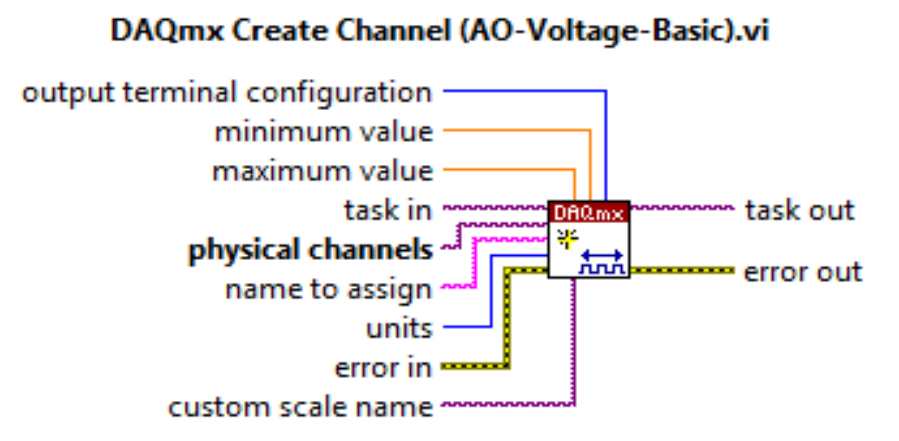 DAQmx Create Channel (AO-Voltage-Basic).vi
output terminal configuration
minimum value
maximum value
task in
DAQmx
task out
physical channels
name to assign
error out
units
error in
custom scale name